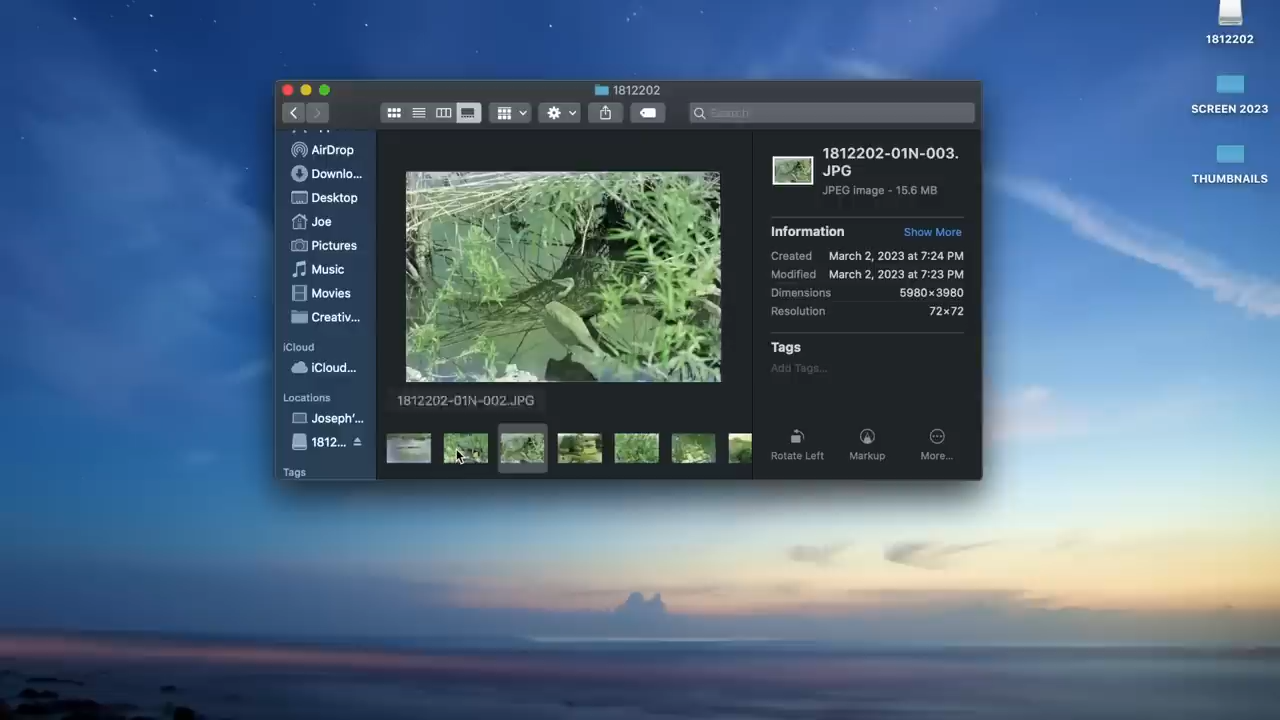 1812202
SCREEN 2023
THUMBNAILS
1812202
Search
AirDrop
Downlo...
Desktop
Joe
Pictures
Music
Movies
Creativ...
iCloud
iCloud...
Locations
Joseph'...
1812...
Tags
1812202-01N-002.JPG
1812202-01N-003.
JPG
JPEG image - 15.6 MB
Information Show More
Created March 2, 2023 at 7:24 PM
Modified March 2, 2023 at 7:23 PM
Dimensions 5980×3980
Resolution 72×72
Tags
Add Tags...
Rotate Left Markup More...